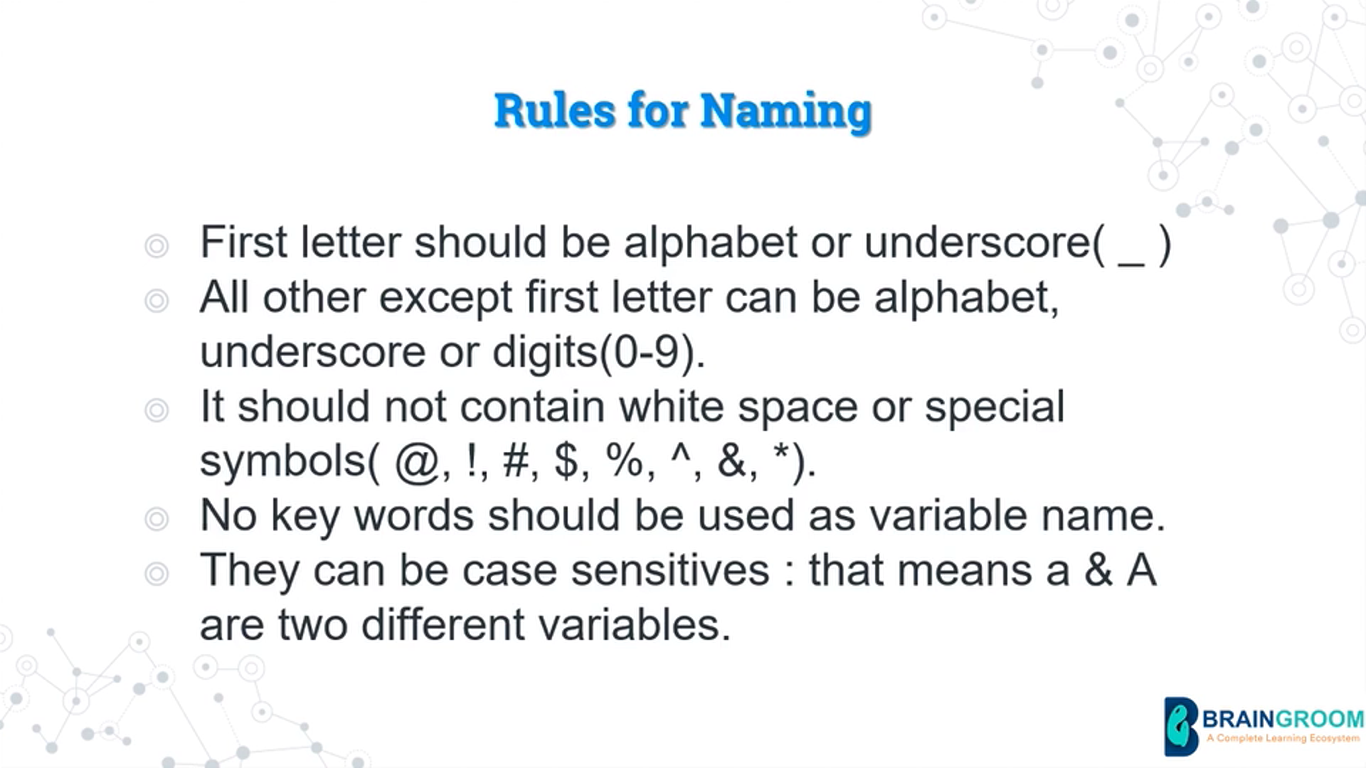 Rules for Naming
First letter should be alphabet or underscore( _ )
All other except first letter can be alphabet,
underscore or digits(0-9).
It should not contain white space or special
symbols( @, !, #, $, %, ^, &, *).
No key words should be used as variable name.
They can be case sensitives : that means a & A
are two different variables.
BRAINGROOM
A Complete Learning Ecosystem